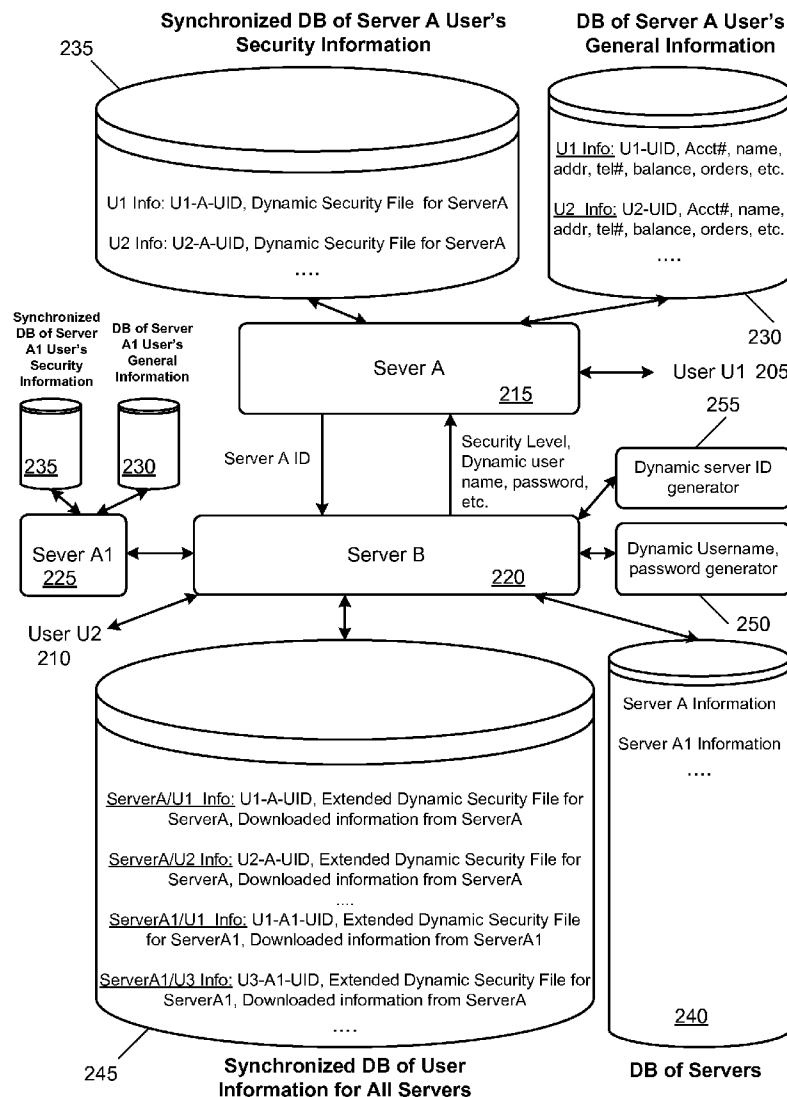 Synchronized DB of Server A User's
Security Information
DB of Server A User's
General Information
235
U1 Info: U1-A-UID, Dynamic Security File for ServerA
U2 Info: U2-A-UID, Dynamic Security File for ServerA
....
U1 Info: U1-UID, Acct#, name,
addr, tel#, balance, orders, etc.
U2 Info: U2-UID, Acct#, name,
addr, tel#, balance, orders, etc.
....
230
Synchronized
DB of Server
A1 User's
Security
Information
DB of Server
A1 User's
General
Information
235
230
Sever A
215
User U1 205
Server A ID
Security Level,
Dynamic user
name, password,
etc.
255
Dynamic server ID
generator
Sever A1
225
Server B
220
Dynamic Username,
password generator
250
User U2
210
ServerA/U1 Info: U1-A-UID, Extended Dynamic Security File for
ServerA, Downloaded information from ServerA
ServerA/U2 Info: U2-A-UID, Extended Dynamic Security File for
ServerA, Downloaded information from ServerA
....
ServerA1/U1 Info: U1-A1-UID, Extended Dynamic Security File
for ServerA1, Downloaded information from ServerA1
ServerA1/U3 Info: U3-A1-UID, Extended Dynamic Security File for
ServerA1, Downloaded information from ServerA
....
Server A Information
Server A1 Information
....
240
245
Synchronized DB of User
Information for All Servers
DB of Servers